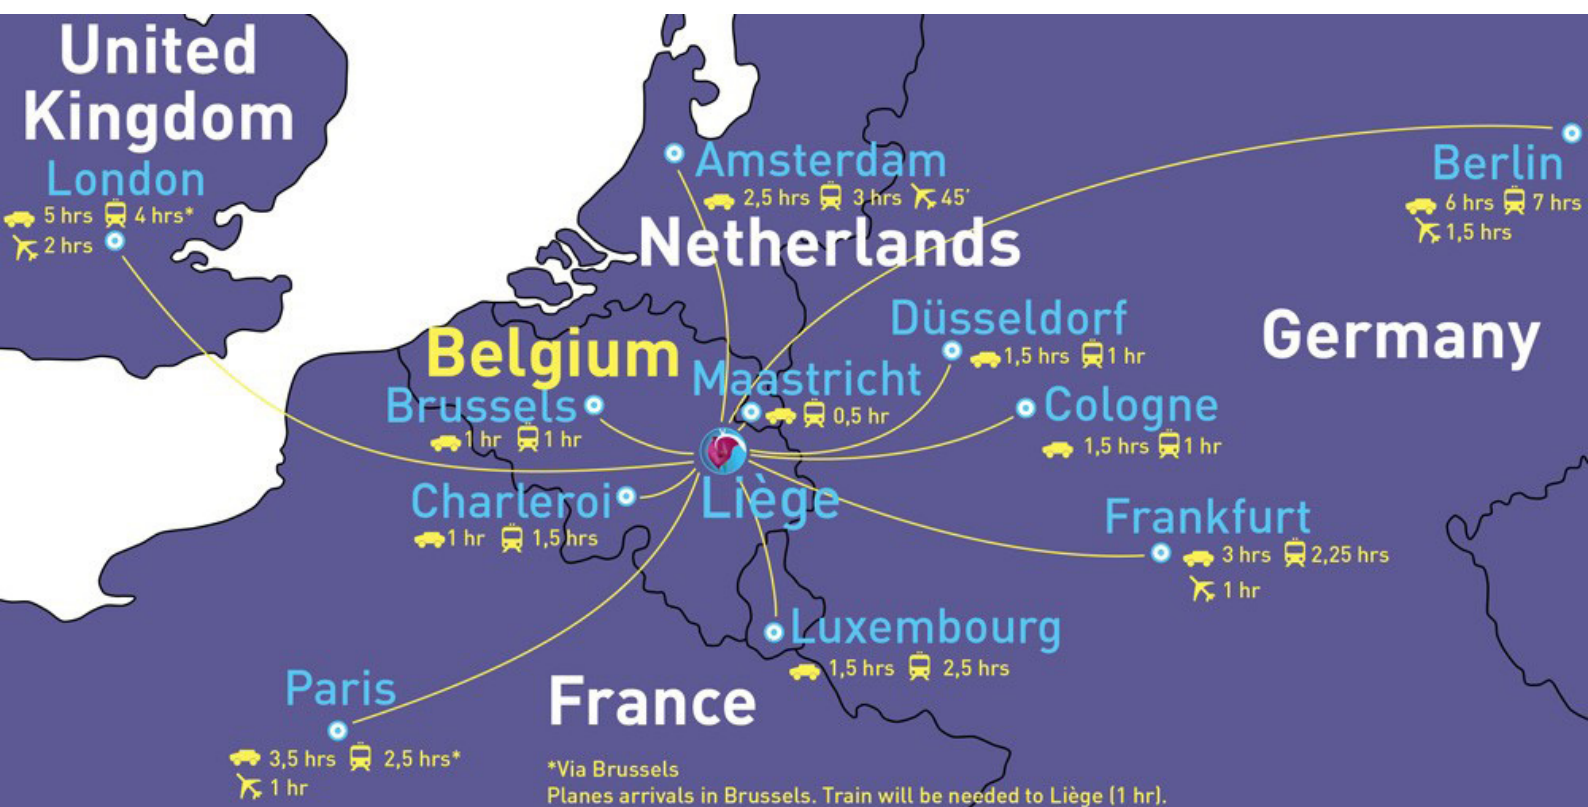 United
Kingdom
London
5 hrs 4 hrs*
2 hrs
Amsterdam
2,5 hrs 3 hrs 45'
Netherlands
Berlin
6 hrs 7 hrs
1,5 hrs
Germany
Düsseldorf
1,5 hrs 1 hr
Belgium
Maastricht
0,5 hr
Brussels
1 hr 1 hr
Cologne
1,5 hrs 1 hr
Liège
Charleroi
1 hr 1,5 hrs
Frankfurt
3 hrs 2,25 hrs
1 hr
Luxembourg
1,5 hrs 2,5 hrs
Paris
3,5 hrs 2,5 hrs*
1 hr
France
*Via Brussels
Planes arrivals in Brussels. Train will be needed to Liège (1 hr).